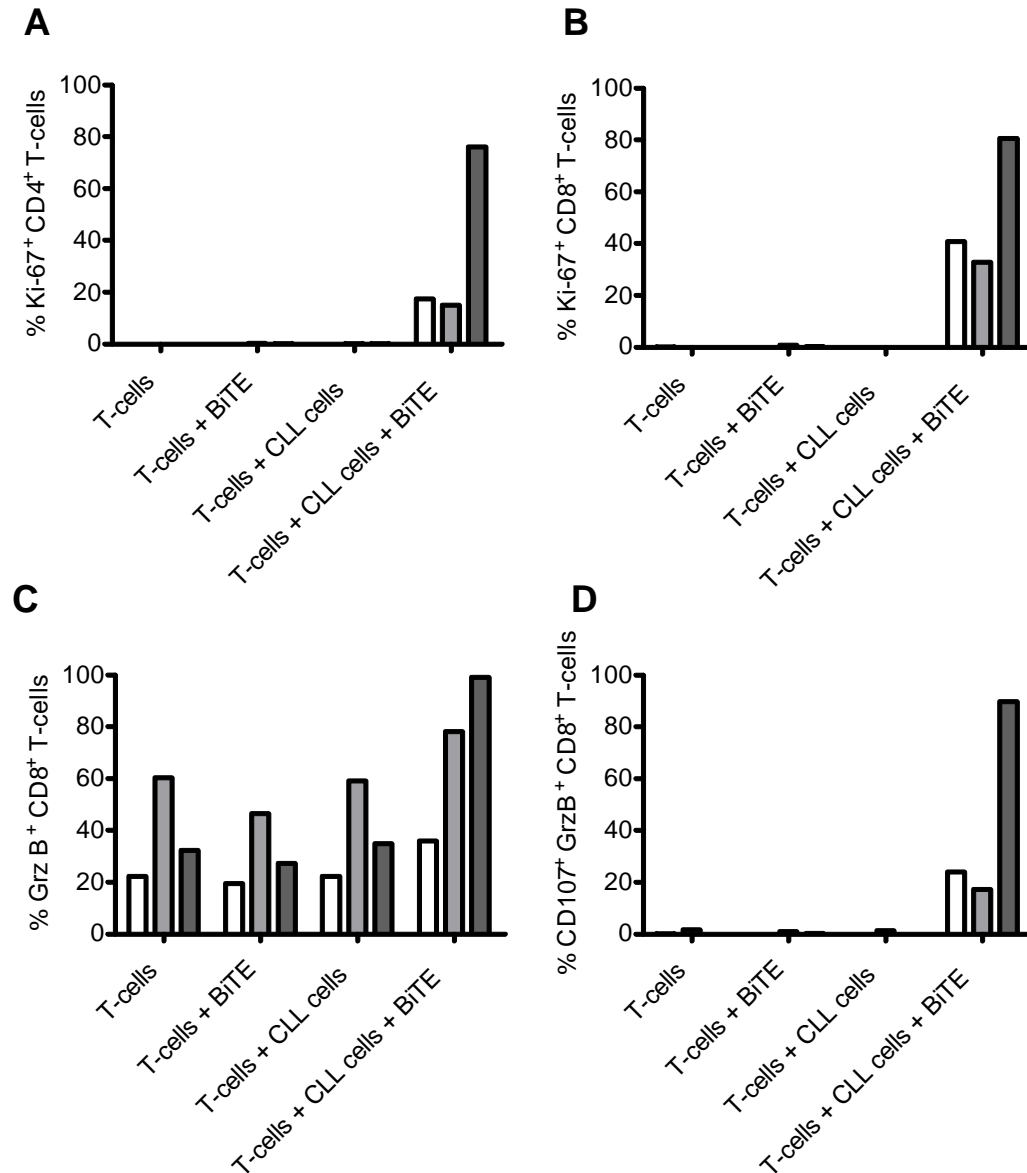 A
% Ki-67⁺ CD4⁺ T-cells
100
80
60
40
20
0
T-cells
T-cells + BiTE
T-cells + CLL cells
T-cells + CLL cells + BiTE
B
% Ki-67⁺ CD8⁺ T-cells
100
80
60
40
20
0
T-cells
T-cells + BiTE
T-cells + CLL cells
T-cells + CLL cells + BiTE
C
% Grz B⁺ CD8⁺ T-cells
100
80
60
40
20
0
T-cells
T-cells + BiTE
T-cells + CLL cells
T-cells + CLL cells + BiTE
D
% CD107⁺ GrzB⁺ CD8⁺ T-cells
100
80
60
40
20
0
T-cells
T-cells + BiTE
T-cells + CLL cells
T-cells + CLL cells + BiTE